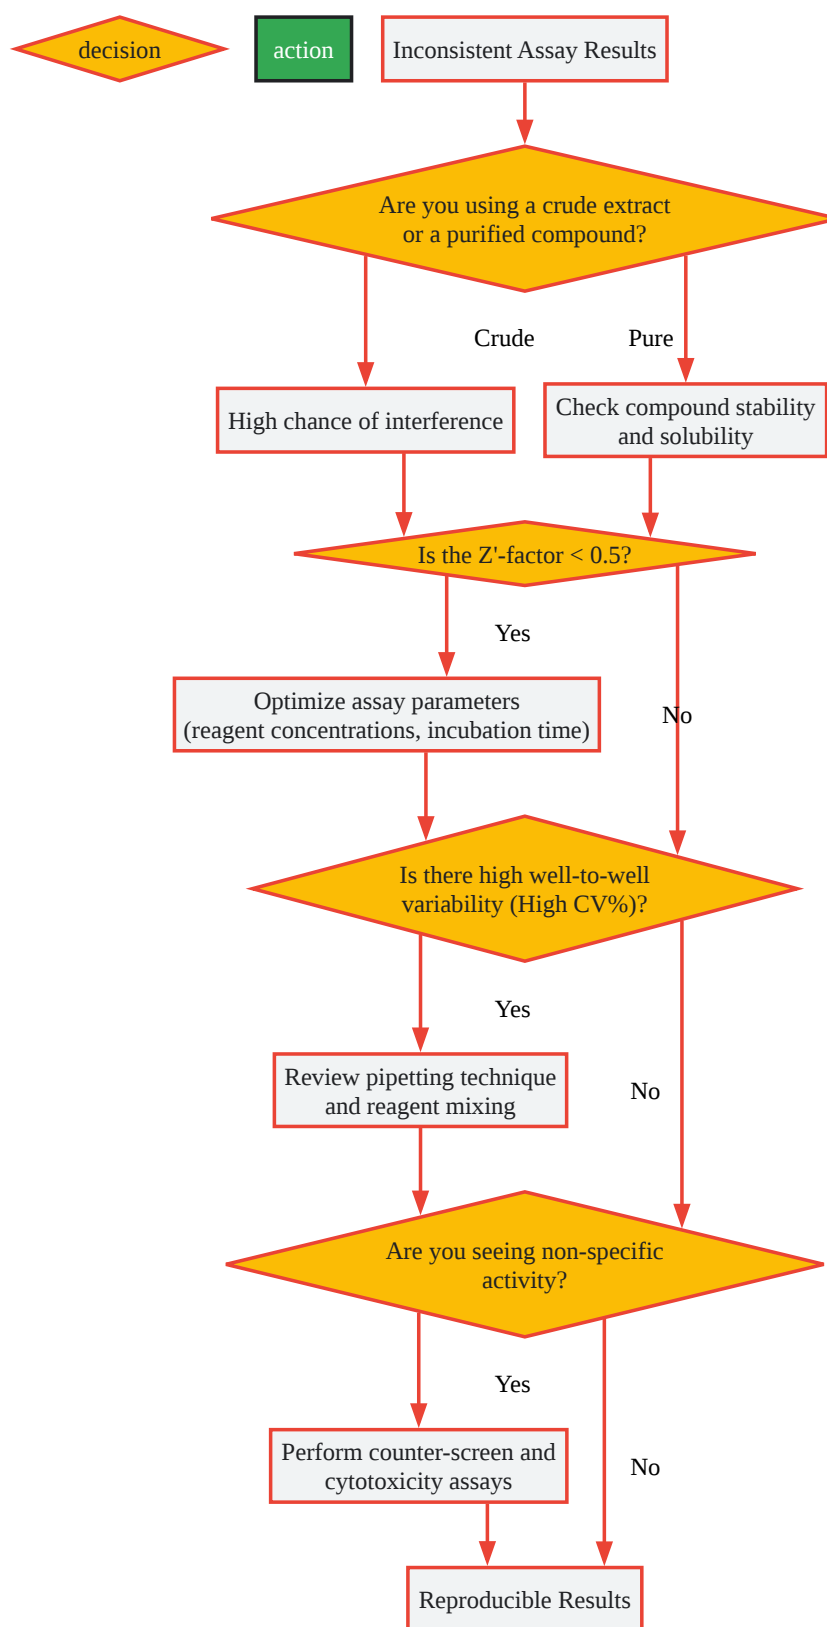 decision
action
Inconsistent Assay Results
Are you using a crude extract
or a purified compound?
Crude
Pure
High chance of interference
Check compound stability
and solubility
Is the Z'-factor < 0.5?
Yes
Optimize assay parameters
(reagent concentrations, incubation time)
No
Is there high well-to-well
variability (High CV%)?
Yes
Review pipetting technique
and reagent mixing
No
Are you seeing non-specific
activity?
Yes
Perform counter-screen and
cytotoxicity assays
No
Reproducible Results